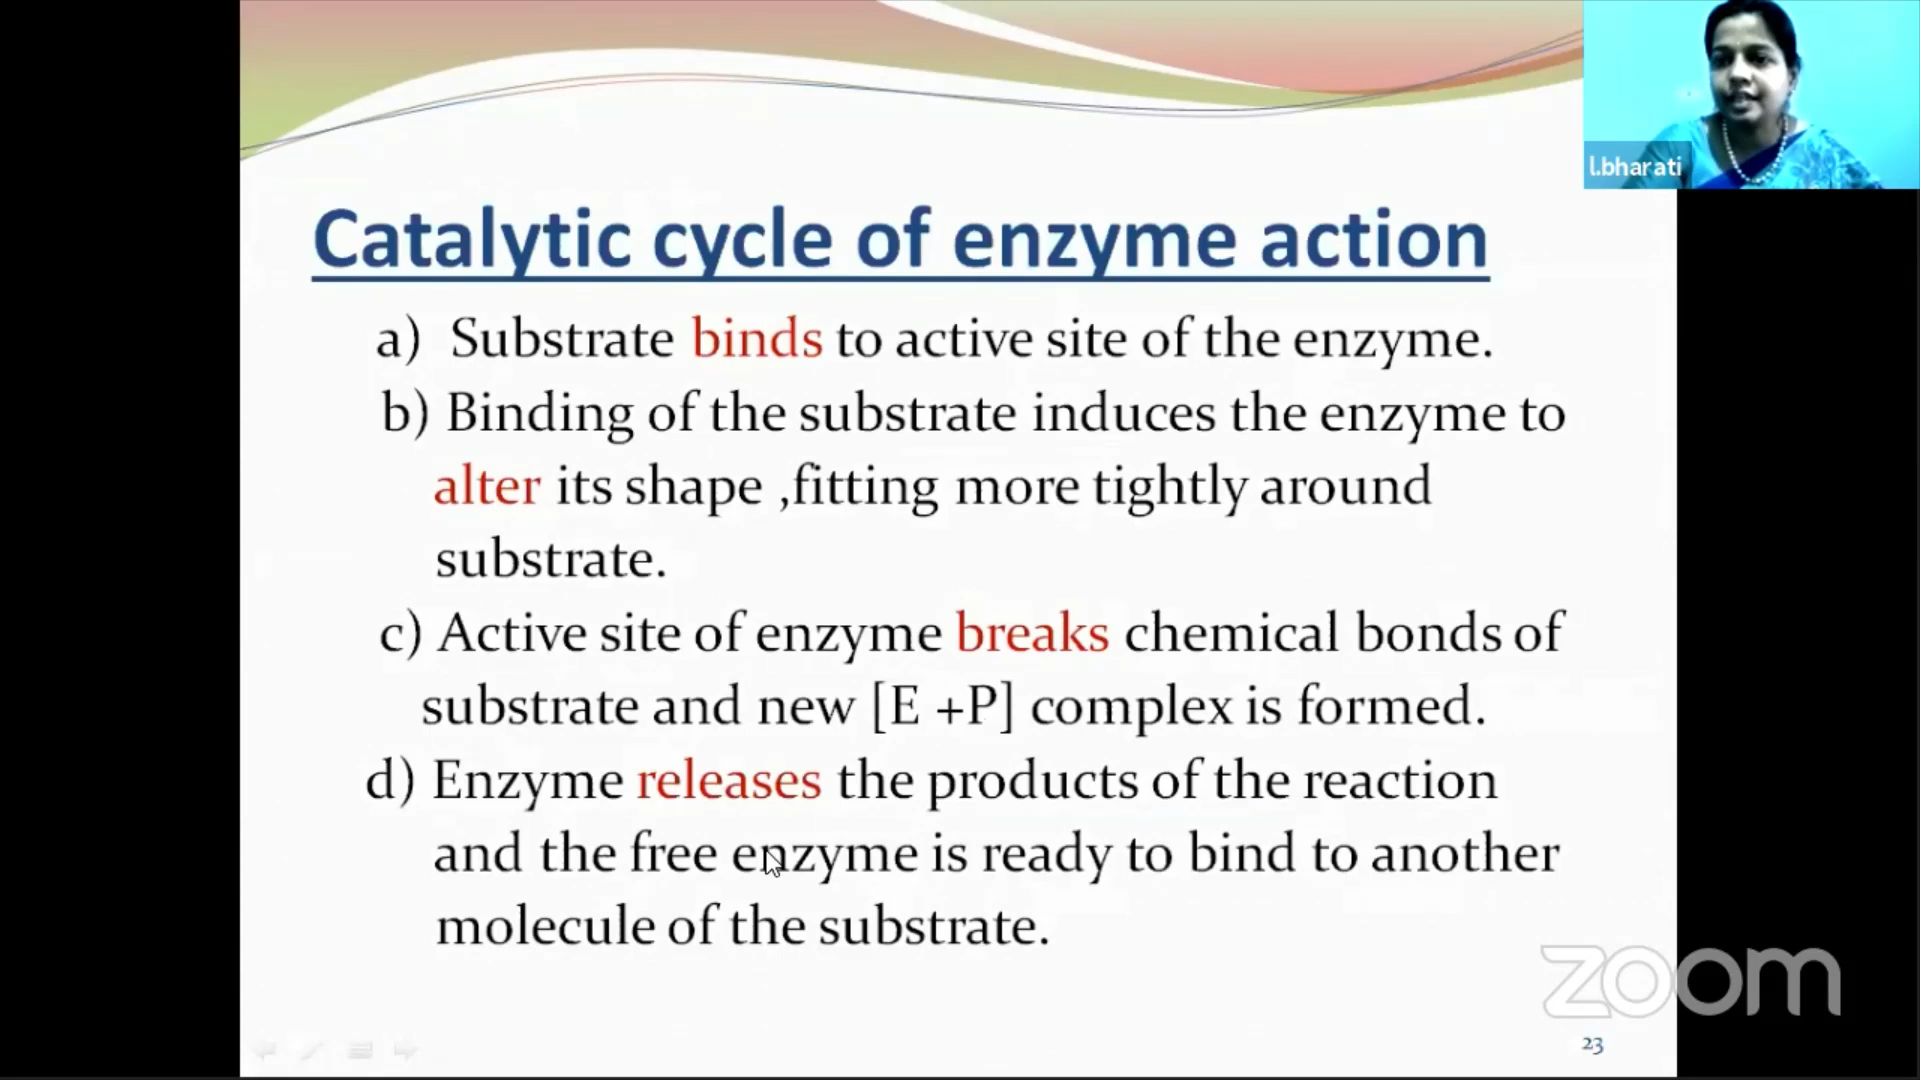 l.bharati
Catalytic cycle of enzyme action
a) Substrate binds to active site of the enzyme.
b) Binding of the substrate induces the enzyme to
alter its shape ,fitting more tightly around
substrate.
c) Active site of enzyme breaks chemical bonds of
substrate and new [E +P] complex is formed.
d) Enzyme releases the products of the reaction
and the free enzyme is ready to bind to another
molecule of the substrate.
zoom
23